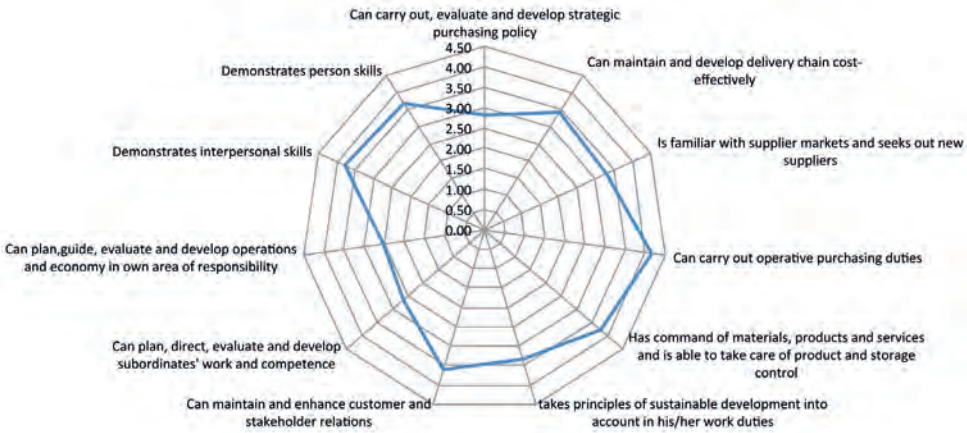 Can carry out, evaluate and develop strategic
purchasing policy
4.50
4.00
3.50
3.00
2.50
2.00
1.50
1.00
0.50
0.00
Can maintain and develop delivery chain cost-
effectively
Is familiar with supplier markets and seeks out new
suppliers
Can carry out operative purchasing duties
Has command of materials, products and services
and is able to take care of product and storage
control
takes principles of sustainable development into
account in his/her work duties
Can maintain and enhance customer and
stakeholder relations
Can plan, direct, evaluate and develop
subordinates' work and competence
Can plan,guide, evaluate and develop operations
and economy in own area of responsibility
Demonstrates interpersonal skills
Demonstrates person skills